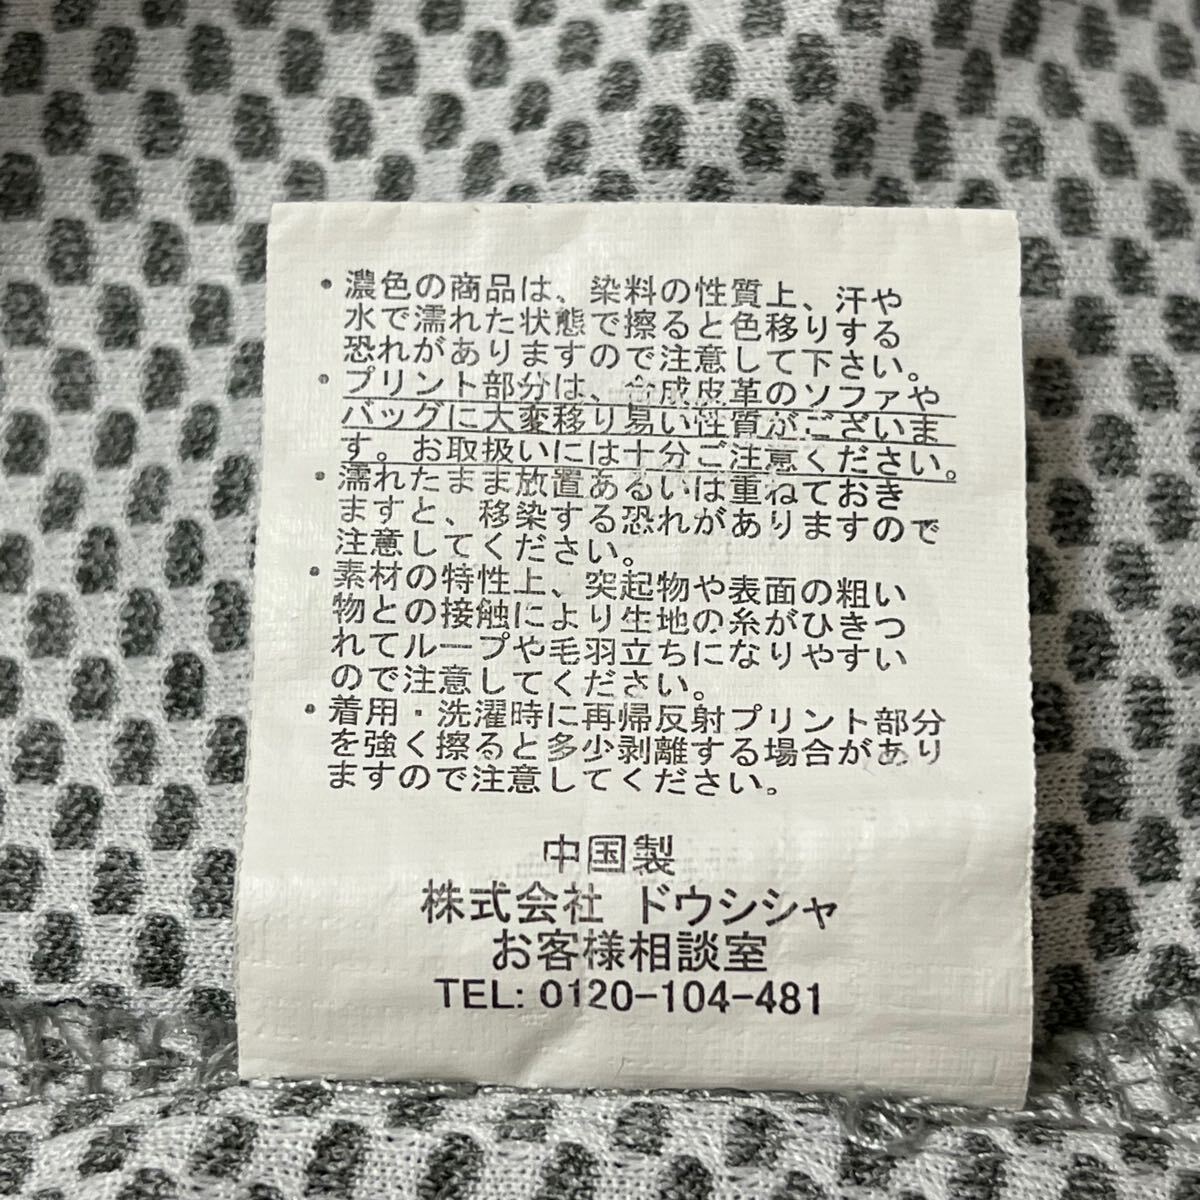 ・濃色の商品は、染料の性質上、汗や
水で濡れた状態で擦ると色移りする
恐れがありますので注意して下さい。
・プリント部分は、合成皮革のソファや
バッグに大変移り易い性質がございま
す。お取扱いには十分ご注意ください。
・濡れたまま放置あるいは重ねておき
ますと、移染する恐れがありますので
注意してください。
・素材の特性上、突起物や表面の粗い
物との接触により生地の糸がひきつ
れてループや毛羽立ちになりやすい
ので注意してください。
・着用・洗濯時に再帰反射プリント部分
を強く擦ると多少剥離する場合があり
ますので注意してください。
中国製
株式会社 ドウシシャ
お客様相談室
TEL: 0120-104-481